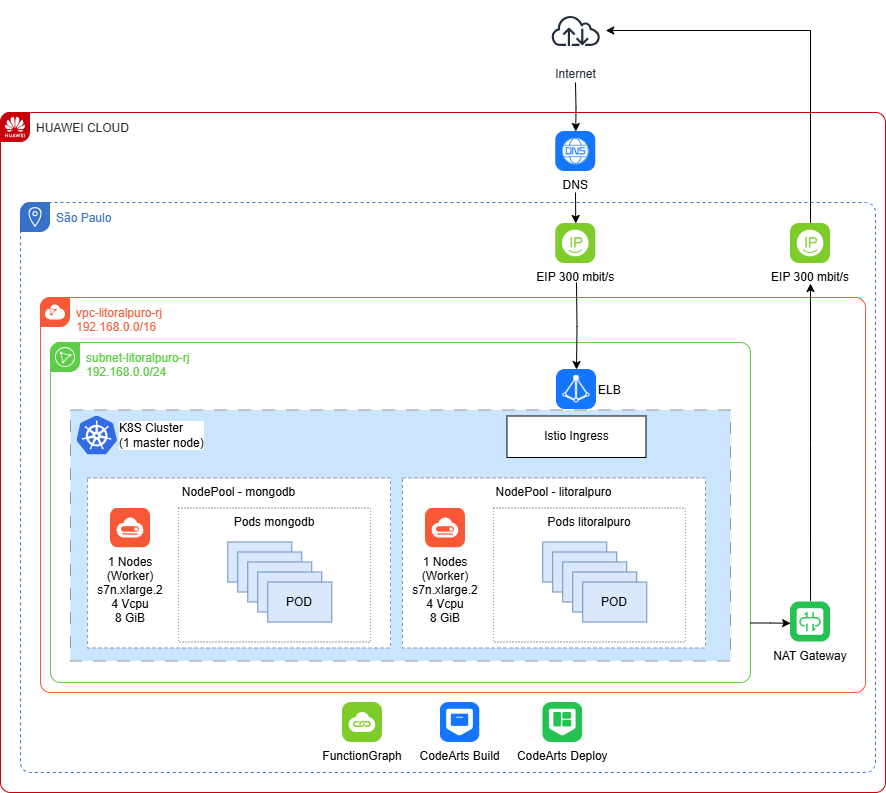 Internet
HUAWEI
HUAWEI CLOUD
DNS
DNS
São Paulo
IP
EIP 300 mbit/s
IP
EIP 300 mbit/s
vpc-litoralpuro-rj
192.168.0.0/16
subnet-litoralpuro-rj
192.168.0.0/24
ELB
K8S Cluster
(1 master node)
Istio Ingress
NodePool - mongodb
1 Nodes
(Worker)
s7n.xlarge.2
4 Vcpu
8 GiB
Pods mongodb
POD
NodePool - litoralpuro
1 Nodes
(Worker)
s7n.xlarge.2
4 Vcpu
8 GiB
Pods litoralpuro
POD
NAT Gateway
FunctionGraph
CodeArts Build
CodeArts Deploy